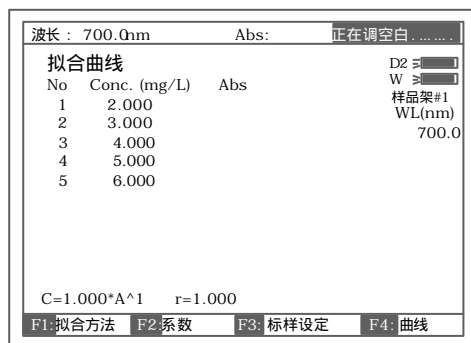 波长: 700.0nm Abs: 正在调空白.......
拟合曲线
D2
No Conc. (mg/L) Abs
W
1 2.000
样品架#1
2 3.000
WL(nm)
3 4.000
700.0
4 5.000
5 6.000
C=1.000*A^1 r=1.000
F1:拟合方法 F2:系数 F3: 标样设定 F4: 曲线